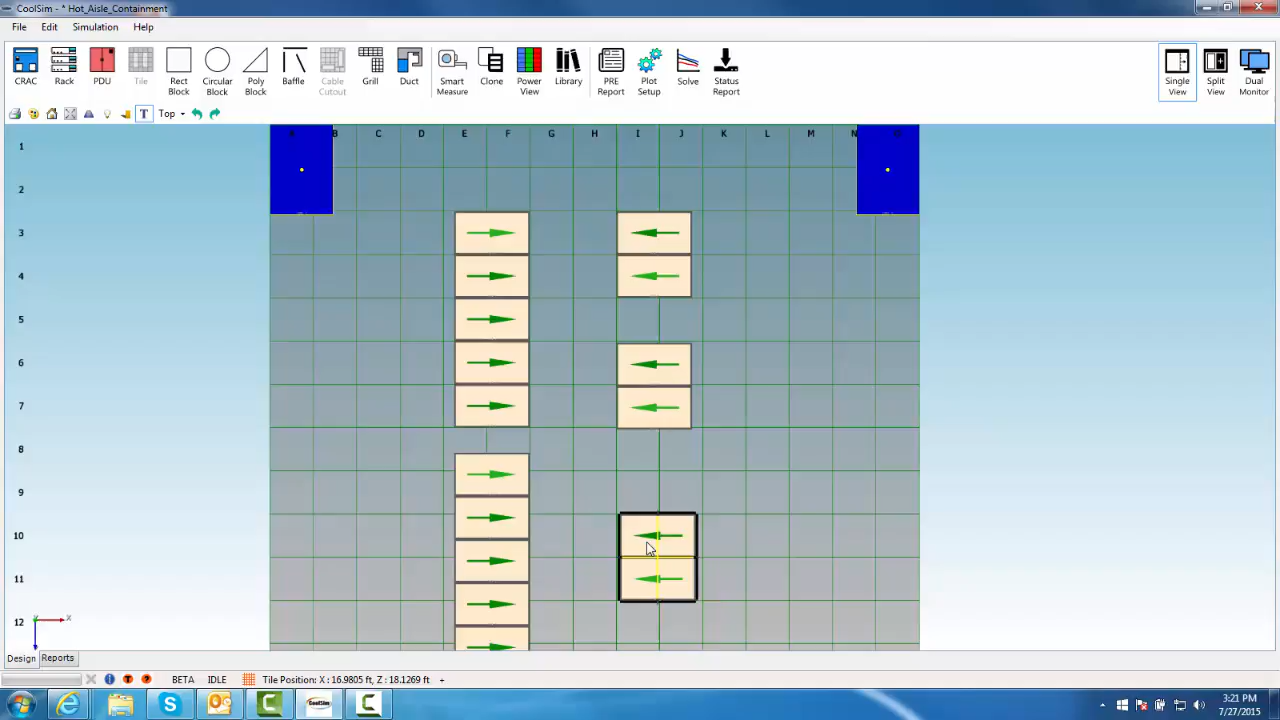 CoolSim - * Hot_Aisle_Containment
File Edit Simulation Help
CRAC Rack PDU Tile Rect Block Circular Block Poly Block Baffle Cable Cutout Grill Duct Smart Measure Clone Power View Library PRE Report Plot Setup Solve Status Report Single View Split View Dual Monitor
T Top
A B C D E F G H I J K L M N O
1
2
3
4
5
6
7
8
9
10
11
12
X
Design Reports
BETA IDLE Tile Position: X : 16.9805 ft, Z : 18.1269 ft
CoolSim
3:21 PM
7/27/2015